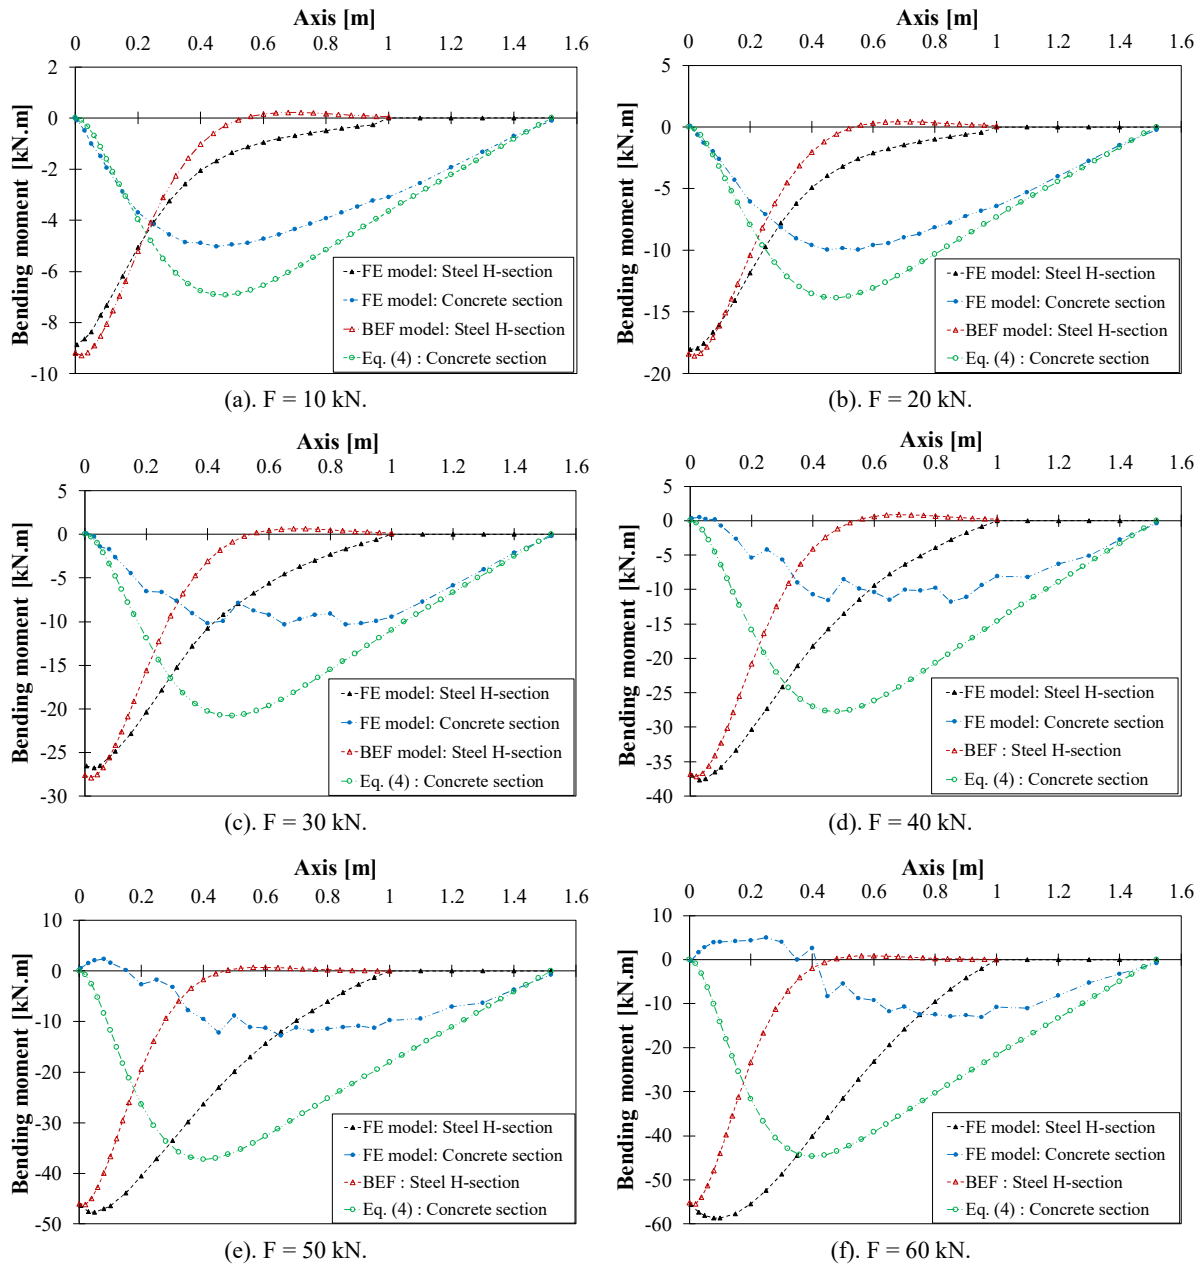 Axis [m]
0 0.2 0.4 0.6 0.8 1 1.2 1.4 1.6
2
0
-2
-4
-6
-8
-10
Bending moment [kN.m]
FE model: Steel H-section
FE model: Concrete section
BEF model: Steel H-section
Eq. (4) : Concrete section
(a). F = 10 kN.
Axis [m]
0 0.2 0.4 0.6 0.8 1 1.2 1.4 1.6
5
0
-5
-10
-15
-20
Bending moment [kN.m]
FE model: Steel H-section
FE model: Concrete section
BEF model: Steel H-section
Eq. (4) : Concrete section
(b). F = 20 kN.
Axis [m]
0 0.2 0.4 0.6 0.8 1 1.2 1.4 1.6
5
0
-5
-10
-15
-20
-25
-30
Bending moment [kN.m]
FE model: Steel H-section
FE model: Concrete section
BEF model: Steel H-section
Eq. (4) : Concrete section
(c). F = 30 kN.
Axis [m]
0 0.2 0.4 0.6 0.8 1 1.2 1.4 1.6
5
0
-5
-10
-15
-20
-25
-30
-35
-40
Bending moment [kN.m]
FE model: Steel H-section
FE model: Concrete section
BEF : Steel H-section
Eq. (4) : Concrete section
(d). F = 40 kN.
Axis [m]
0 0.2 0.4 0.6 0.8 1 1.2 1.4 1.6
10
0
-10
-20
-30
-40
-50
Bending moment [kN.m]
FE model: Steel H-section
FE model: Concrete section
BEF : Steel H-section
Eq. (4) : Concrete section
(e). F = 50 kN.
Axis [m]
0 0.2 0.4 0.6 0.8 1 1.2 1.4 1.6
10
0
-10
-20
-30
-40
-50
-60
Bending moment [kN.m]
FE model: Steel H-section
FE model: Concrete section
BEF : Steel H-section
Eq. (4) : Concrete section
(f). F = 60 kN.